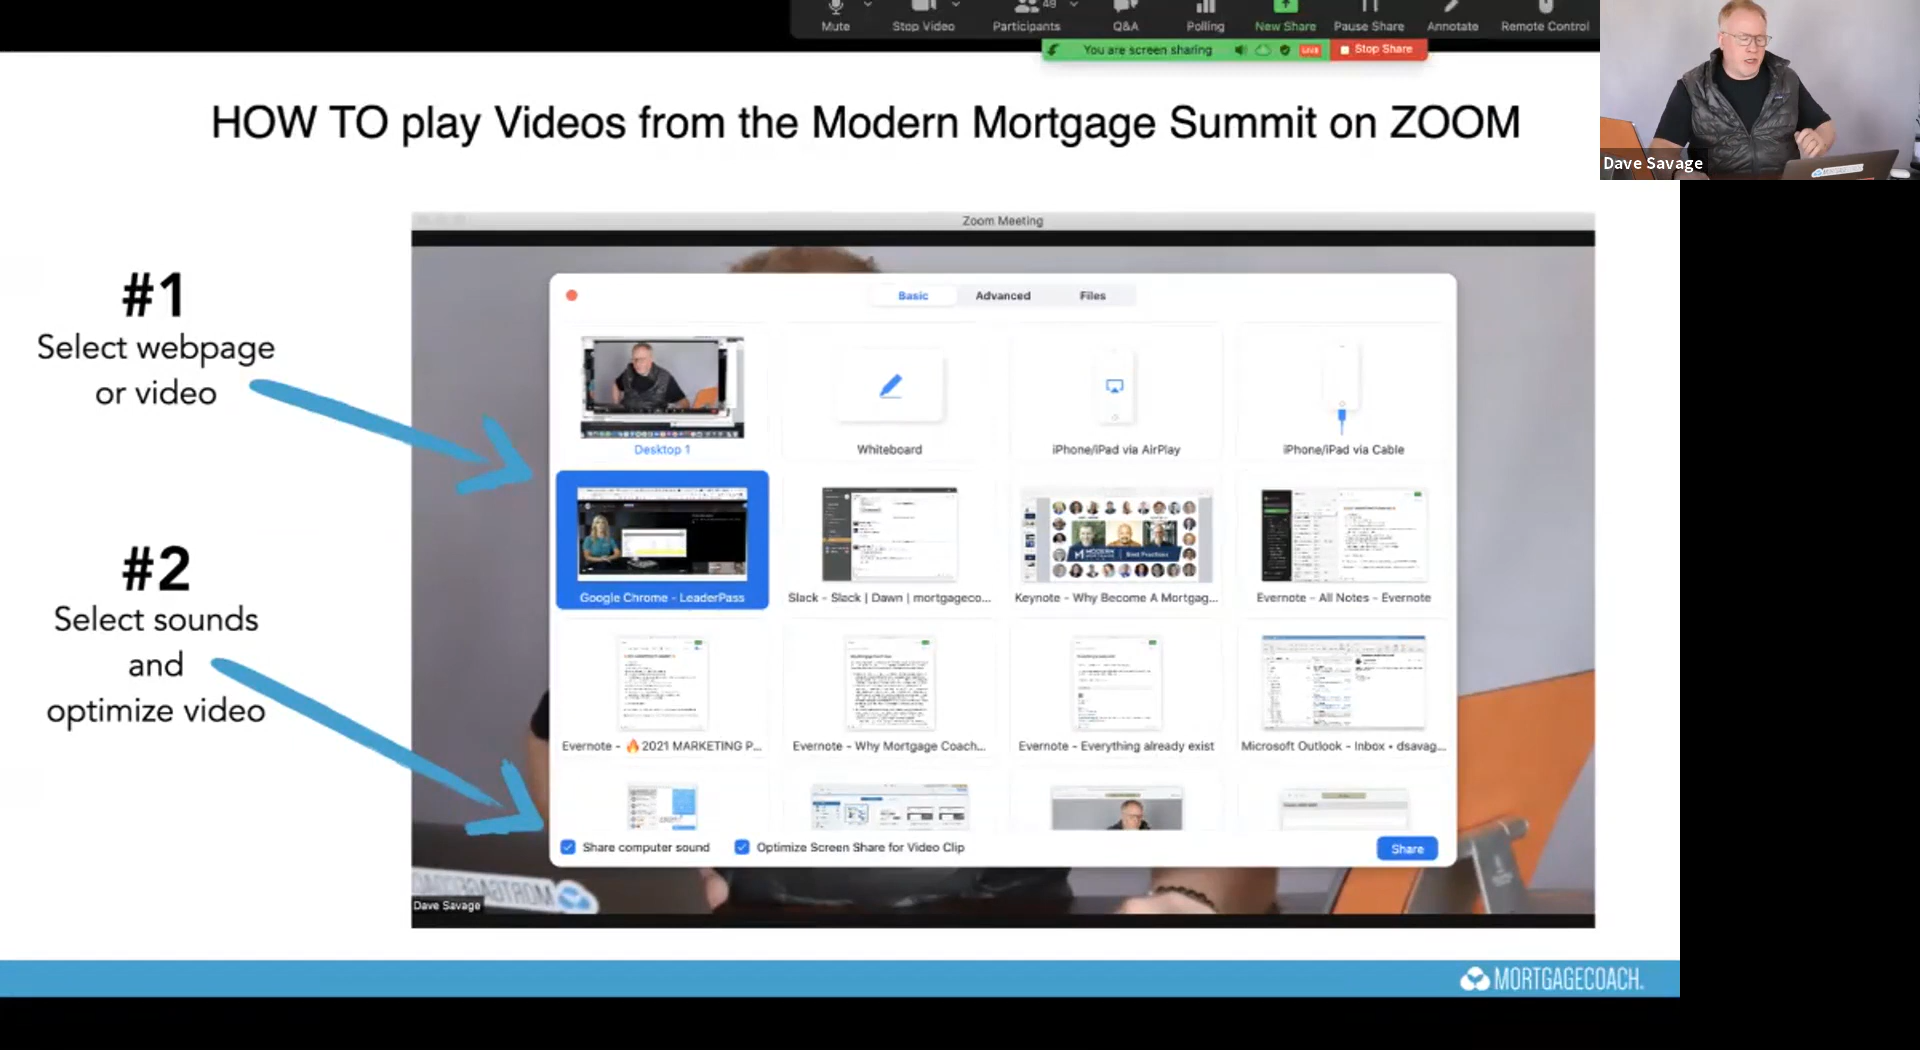 Mute
Stop Video
Participants
49
Q&A
Polling
New Share
Pause Share
Annotate
Remote Control
You are screen sharing
LIVE
Stop Share
Dave Savage
HOW TO play Videos from the Modern Mortgage Summit on ZOOM
#1
Select webpage
or video
#2
Select sounds
and
optimize video
Zoom Meeting
Basic
Advanced
Files
Desktop 1
Whiteboard
iPhone/iPad via AirPlay
iPhone/iPad via Cable
Google Chrome - LeaderPass
Slack - Slack | Dawn | mortgageco...
Keynote - Why Become A Mortgag...
Evernote - All Notes - Evernote
Evernote - 🔥2021 MARKETING P...
Evernote - Why Mortgage Coach...
Evernote - Everything already exist
Microsoft Outlook - Inbox • dsavag...
Share computer sound
Optimize Screen Share for Video Clip
Share
Dave Savage
MORTGAGECOACH